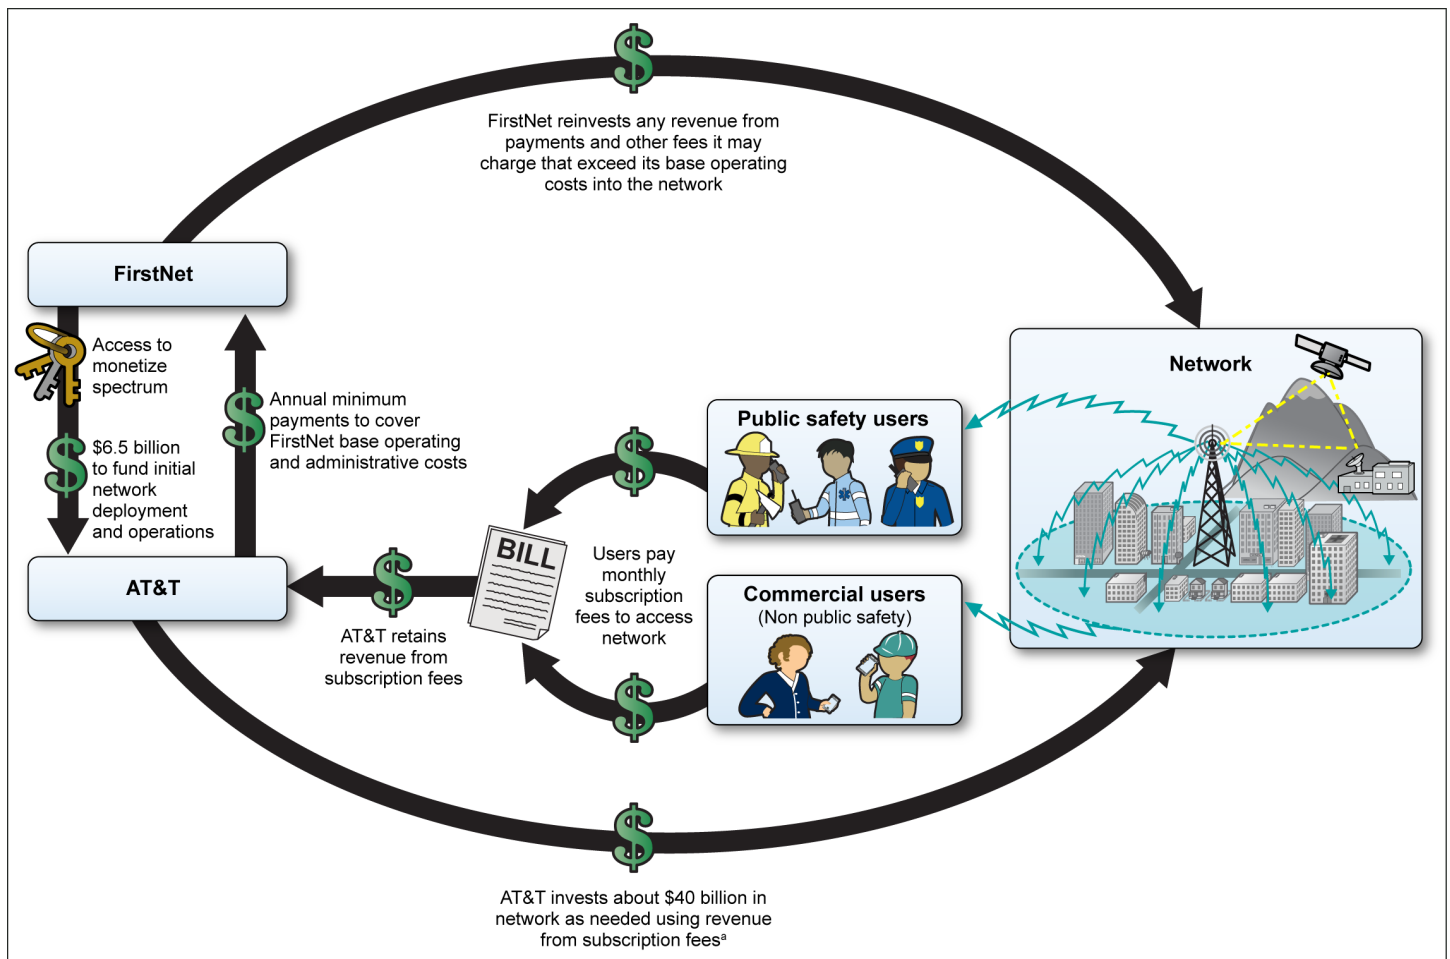 FirstNet reinvests any revenue from
payments and other fees it may
charge that exceed its base operating
costs into the network
FirstNet
Access to
monetize
spectrum
$6.5 billion
to fund initial
network
deployment
and operations
Annual minimum
payments to cover
FirstNet base operating
and administrative costs
AT&T
AT&T retains
revenue from
subscription fees
BILL
Users pay
monthly
subscription
fees to access
network
Public safety users
Commercial users
(Non public safety)
Network
AT&T invests about $40 billion in
network as needed using revenue
from subscription feesᵃ